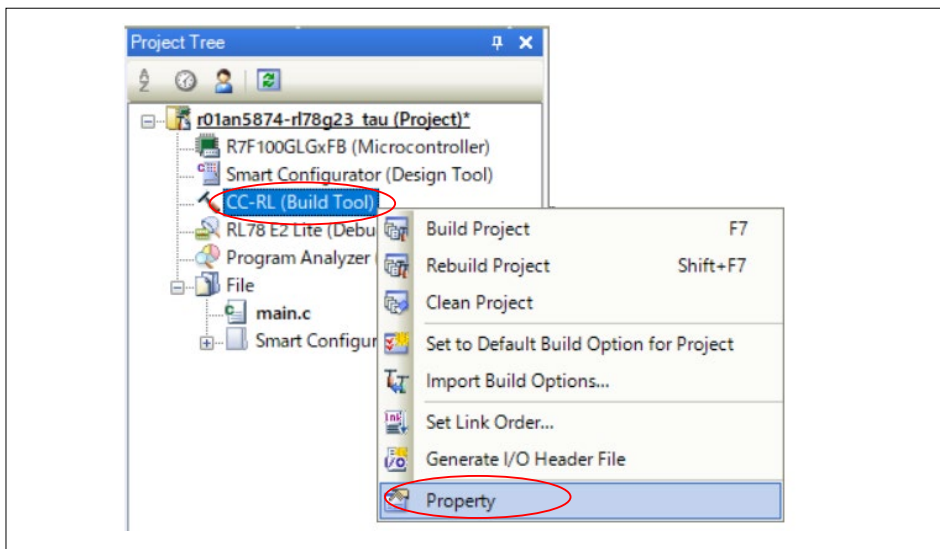 Project Tree
r01an5874-rl78g23_tau (Project)*
R7F100GLGxFB (Microcontroller)
Smart Configurator (Design Tool)
CC-RL (Build Tool)
RL78 E2 Lite (Debu
Program Analyzer
File
main.c
Smart Configur
Build Project F7
Rebuild Project Shift+F7
Clean Project
Set to Default Build Option for Project
Import Build Options...
Set Link Order...
Generate I/O Header File
Property